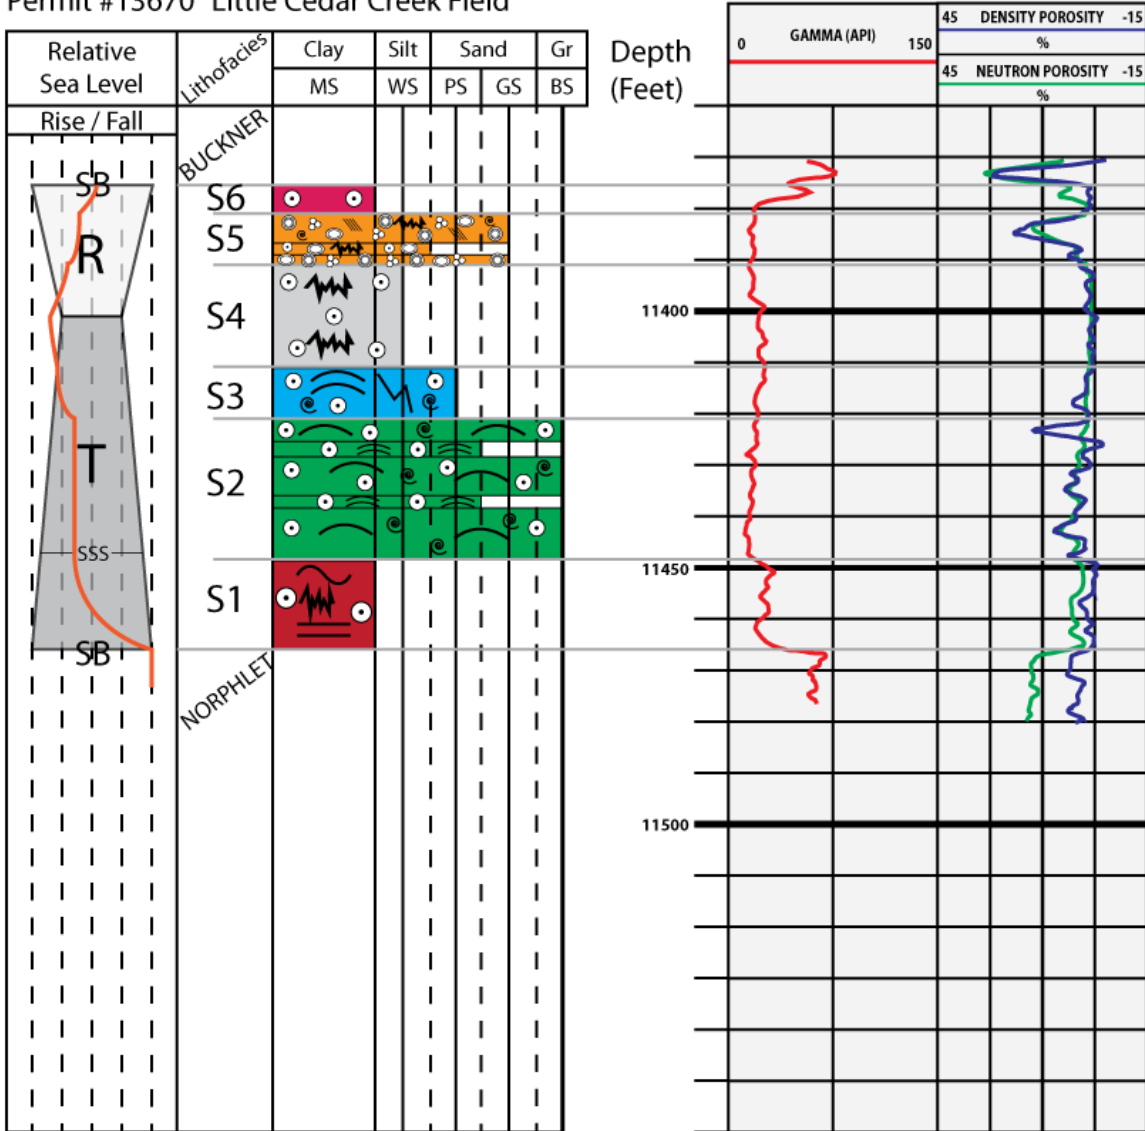 Permit #13670 Little Cedar Creek Field
Relative
Sea Level
Rise / Fall
Lithofacies
Clay Silt Sand Gr
MS WS PS GS BS
Depth
(Feet)
0 GAMMA (API) 150
45 DENSITY POROSITY -15
%
45 NEUTRON POROSITY -15
%
BUCKNER
SB
S6
S5
R
S4
11400
S3
T
S2
SSS
11450
S1
SB
NORPHLET
11500